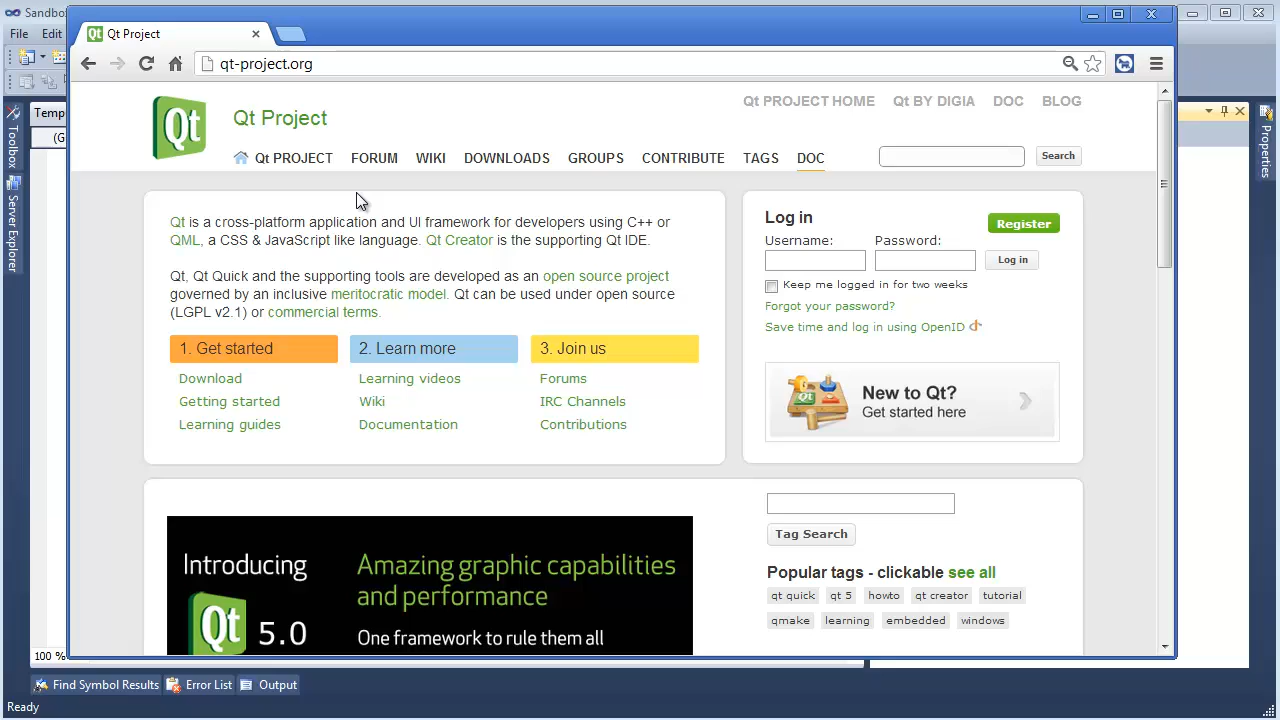 Sandbo
File Edit
Qt Project
qt-project.org
Temp
(G
Toolbox
Server Explorer
Properties
Qt
Qt Project
Qt PROJECT HOME Qt BY DIGIA DOC BLOG
Qt PROJECT FORUM WIKI DOWNLOADS GROUPS CONTRIBUTE TAGS DOC
Search
Qt is a cross-platform application and UI framework for developers using C++ or
QML, a CSS & JavaScript like language. Qt Creator is the supporting Qt IDE.
Qt, Qt Quick and the supporting tools are developed as an open source project
governed by an inclusive meritocratic model. Qt can be used under open source
(LGPL v2.1) or commercial terms.
1. Get started 2. Learn more 3. Join us
Download Learning videos Forums
Getting started Wiki IRC Channels
Learning guides Documentation Contributions
Log in
Register
Username: Password:
Log in
Keep me logged in for two weeks
Forgot your password?
Save time and log in using OpenID
New to Qt?
Get started here
Introducing
Qt 5.0
Amazing graphic capabilities
and performance
One framework to rule them all
Tag Search
Popular tags - clickable see all
qt quick qt 5 howto qt creator tutorial
qmake learning embedded windows
100 %
Find Symbol Results Error List Output
Ready